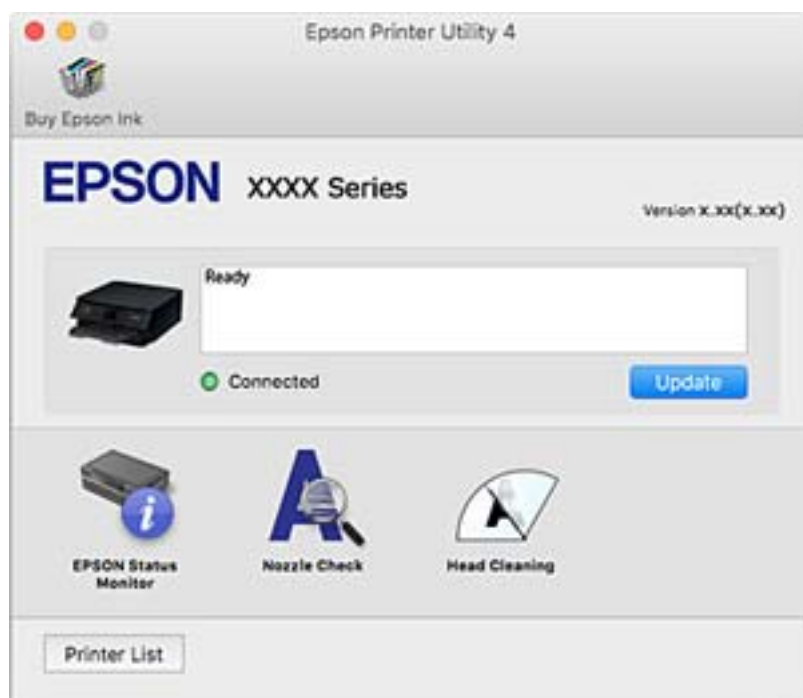 Epson Printer Utility 4
Buy Epson Ink
EPSON XXXX Series
Version x.xx(x.xx)
Ready
Connected
Update
EPSON Status
Monitor
Nozzle Check
Head Cleaning
Printer List